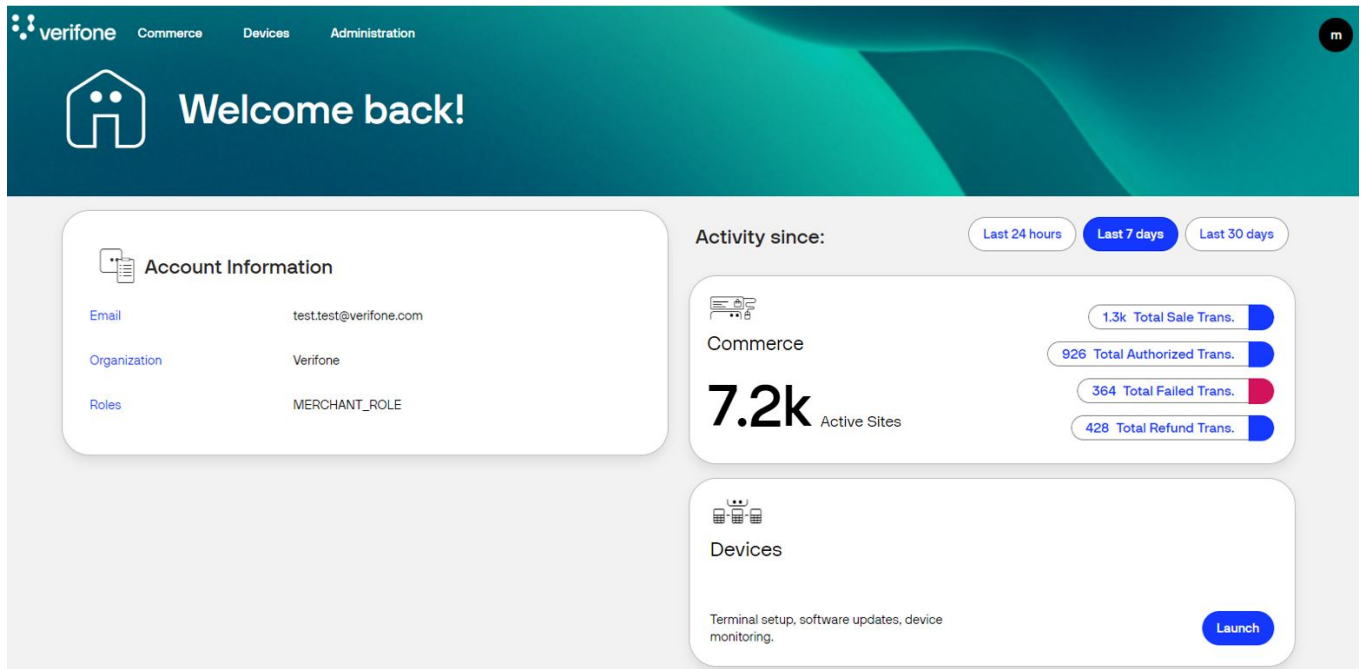 verifone Commerce Devices Administration
m
Welcome back!
Account Information
Email test.test@verifone.com
Organization Verifone
Roles MERCHANT_ROLE
Activity since:
Last 24 hours Last 7 days Last 30 days
Commerce
7.2k Active Sites
1.3k Total Sale Trans.
926 Total Authorized Trans.
364 Total Failed Trans.
428 Total Refund Trans.
Devices
Terminal setup, software updates, device
monitoring.
Launch